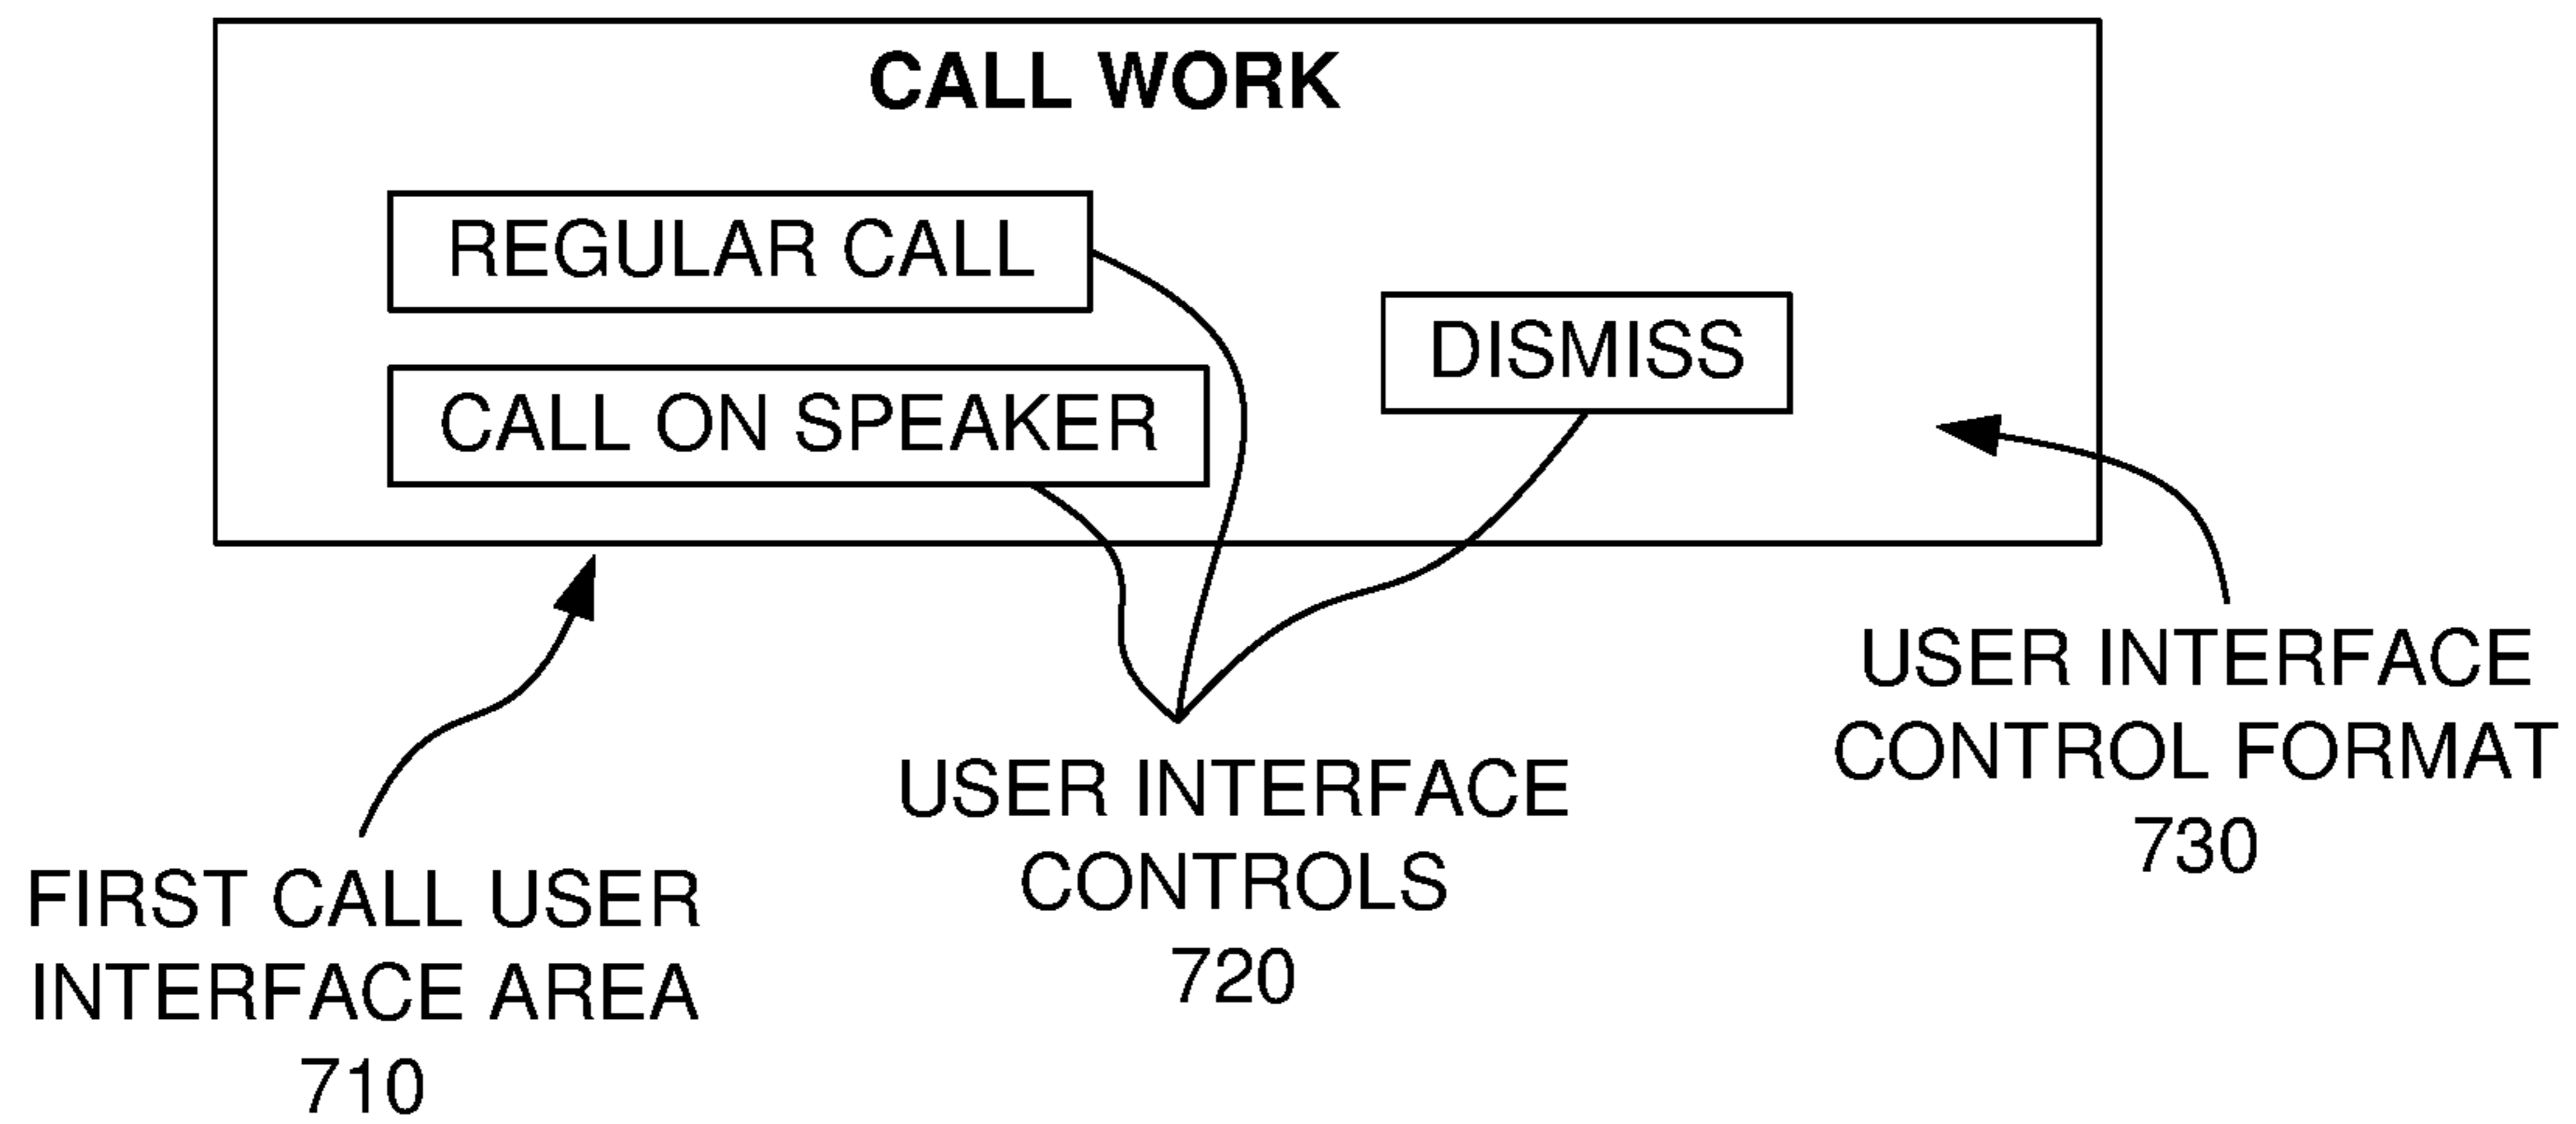 CALL WORK
REGULAR CALL
CALL ON SPEAKER
DISMISS
FIRST CALL USER
INTERFACE AREA
710
USER INTERFACE
CONTROLS
720
USER INTERFACE
CONTROL FORMAT
730